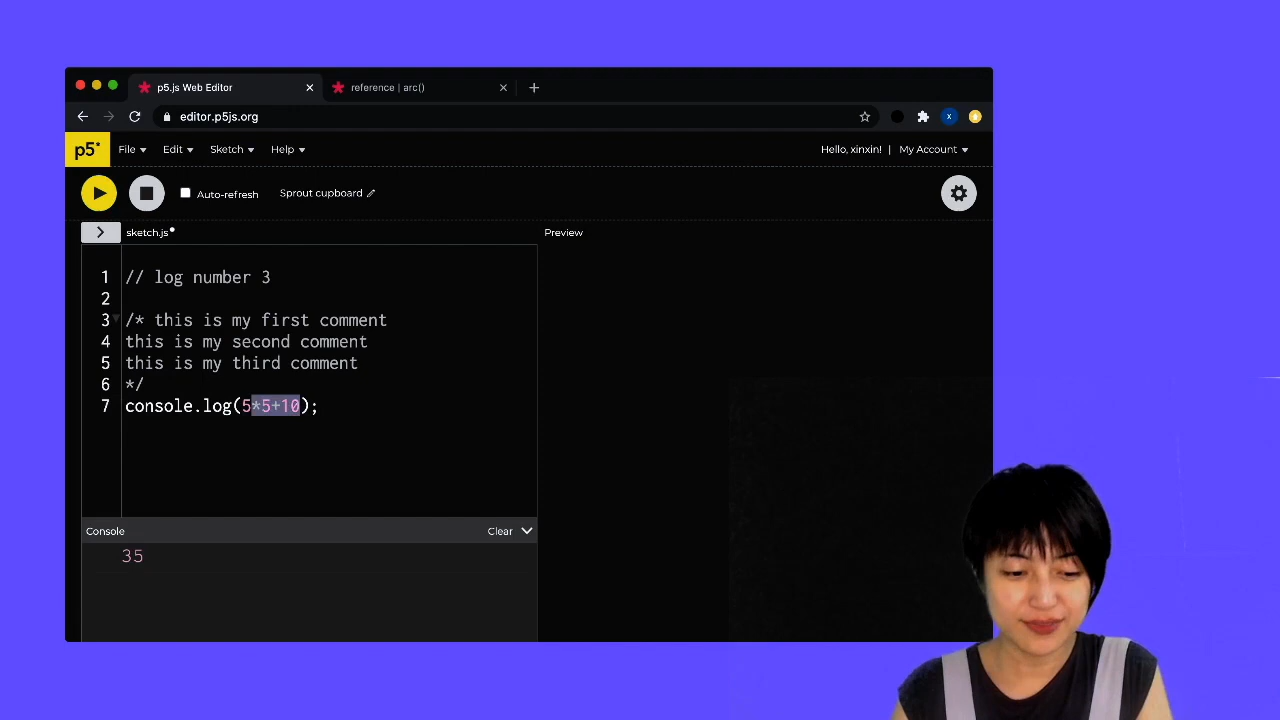 p5.js Web Editor
reference | arc()
editor.p5js.org
x
p5*
File
Edit
Sketch
Help
Hello, xinxin! | My Account
Auto-refresh
Sprout cupboard
>
sketch.js
Preview
1 // log number 3
2
3 /* this is my first comment
4 this is my second comment
5 this is my third comment
6 */
7 console.log(5*5+10);
Console
Clear
35